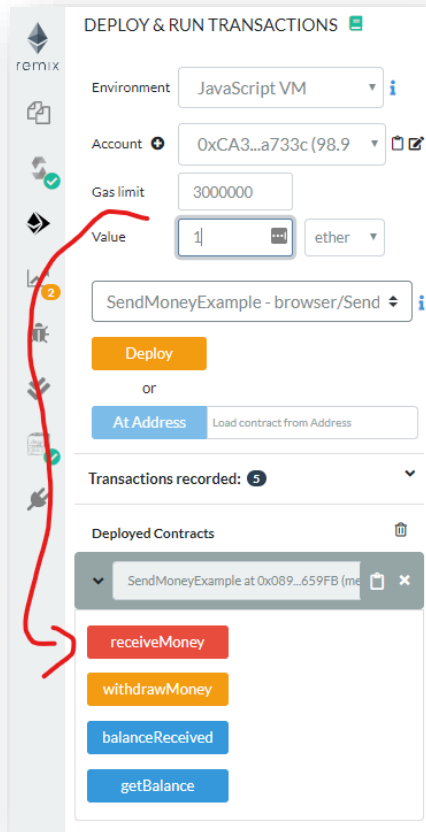 DEPLOY & RUN TRANSACTIONS
remix
Environment JavaScript VM
Account 0xCA3...a733c (98.9
Gas limit 3000000
Value 1 ether
2
SendMoneyExample - browser/Send
Deploy
or
At Address Load contract from Address
Transactions recorded: 5
Deployed Contracts
SendMoneyExample at 0x089...659FB (me
receiveMoney
withdrawMoney
balanceReceived
getBalance